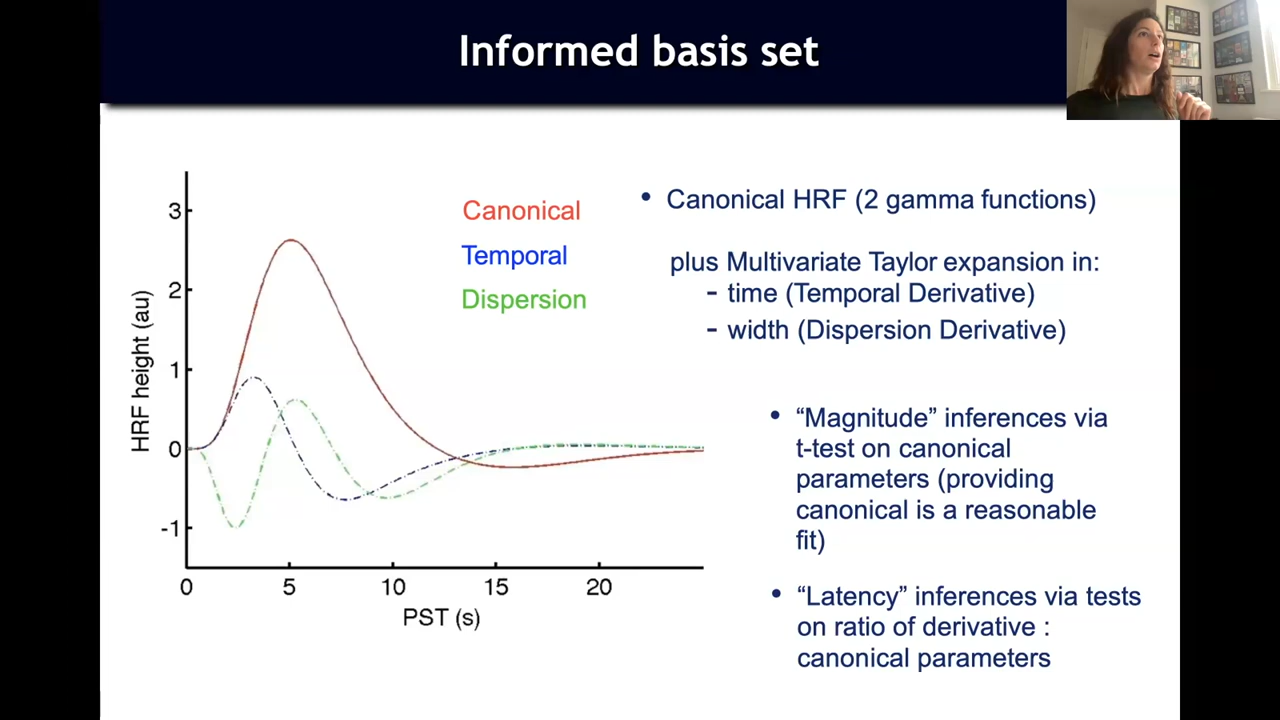 Informed basis set
3
2
1
0
-1
HRF height (au)
0 5 10 15 20
PST (s)
Canonical
Temporal
Dispersion
• Canonical HRF (2 gamma functions)
plus Multivariate Taylor expansion in:
- time (Temporal Derivative)
- width (Dispersion Derivative)
• “Magnitude” inferences via
t-test on canonical
parameters (providing
canonical is a reasonable
fit)
• “Latency” inferences via tests
on ratio of derivative :
canonical parameters